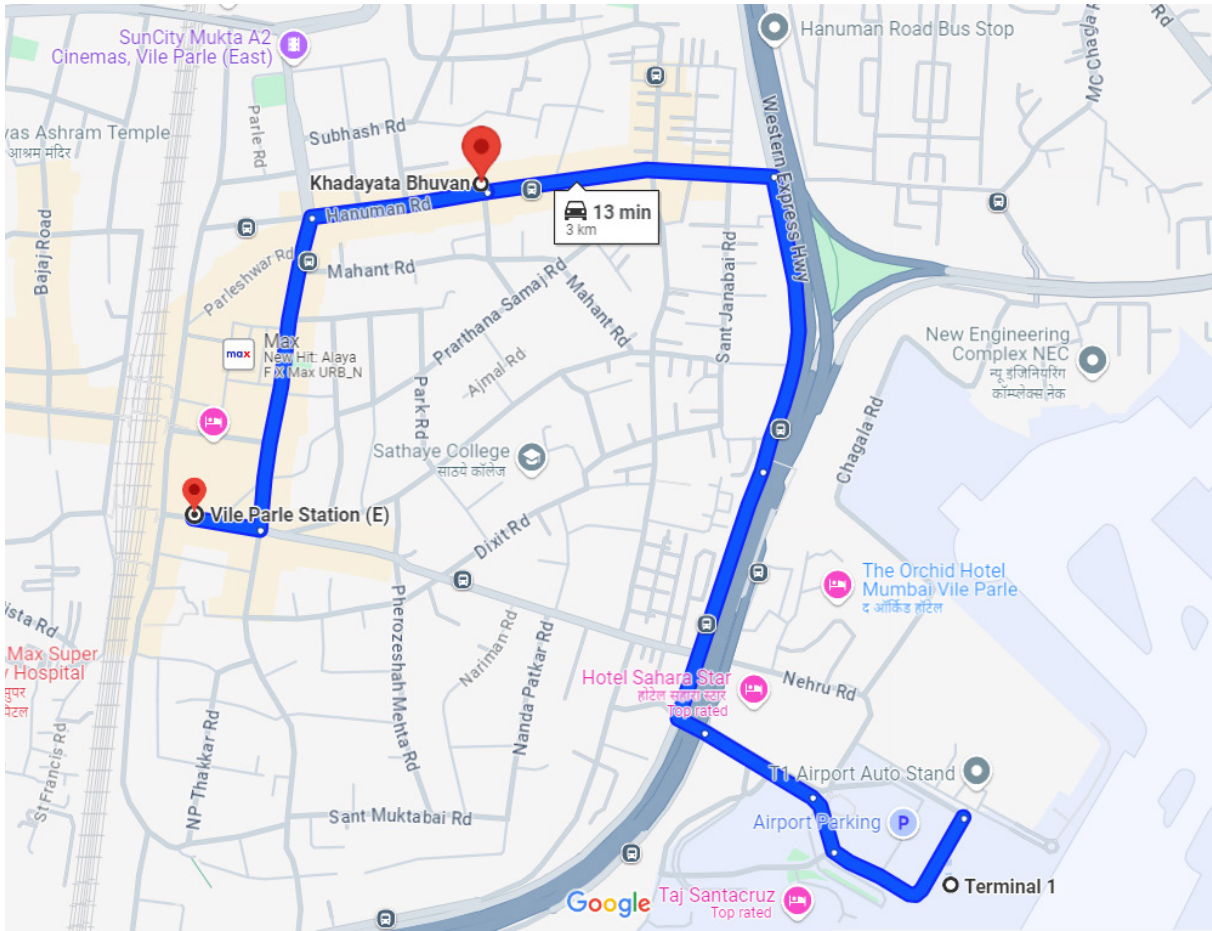 SunCity Mukta A2
Cinemas, Vile Parle (East)
Hanuman Road Bus Stop
MC Chagla
yas Ashram Temple
आश्रम मंदिर
Parle Rd
Subhash Rd
Western Express Hwy
Khadayata Bhuvan
Hanuman Rd
13 min
3 km
Bajaj Road
Parleshwar Rd
Mahant Rd
Prarthana Samaj Rd
Mahant Rd
Sant Janabai Rd
max
Max
New Hit: Alaya
F X Max URB_N
Ajmal Rd
Park Rd
New Engineering
Complex NEC
न्यू इंजिनियरिंग
कॉम्प्लेक्स नेक
Chagala Rd
Sathaye College
साठये कॉलेज
Vile Parle Station (E)
Dixit Rd
The Orchid Hotel
Mumbai Vile Parle
द ऑर्किड हॉटेल
Pherozeshah Mehta Rd
Nariman Rd
Nanda Patkar Rd
ista Rd
Max Super
Hospital
सुपर
Hotel Sahara Star
होटेल सहारा स्टार
Top rated
Nehru Rd
St Francis Rd
NP Thakkar Rd
T1 Airport Auto Stand
Sant Muktabai Rd
Airport Parking
P
Terminal 1
Taj Santacruz
Top rated
Google